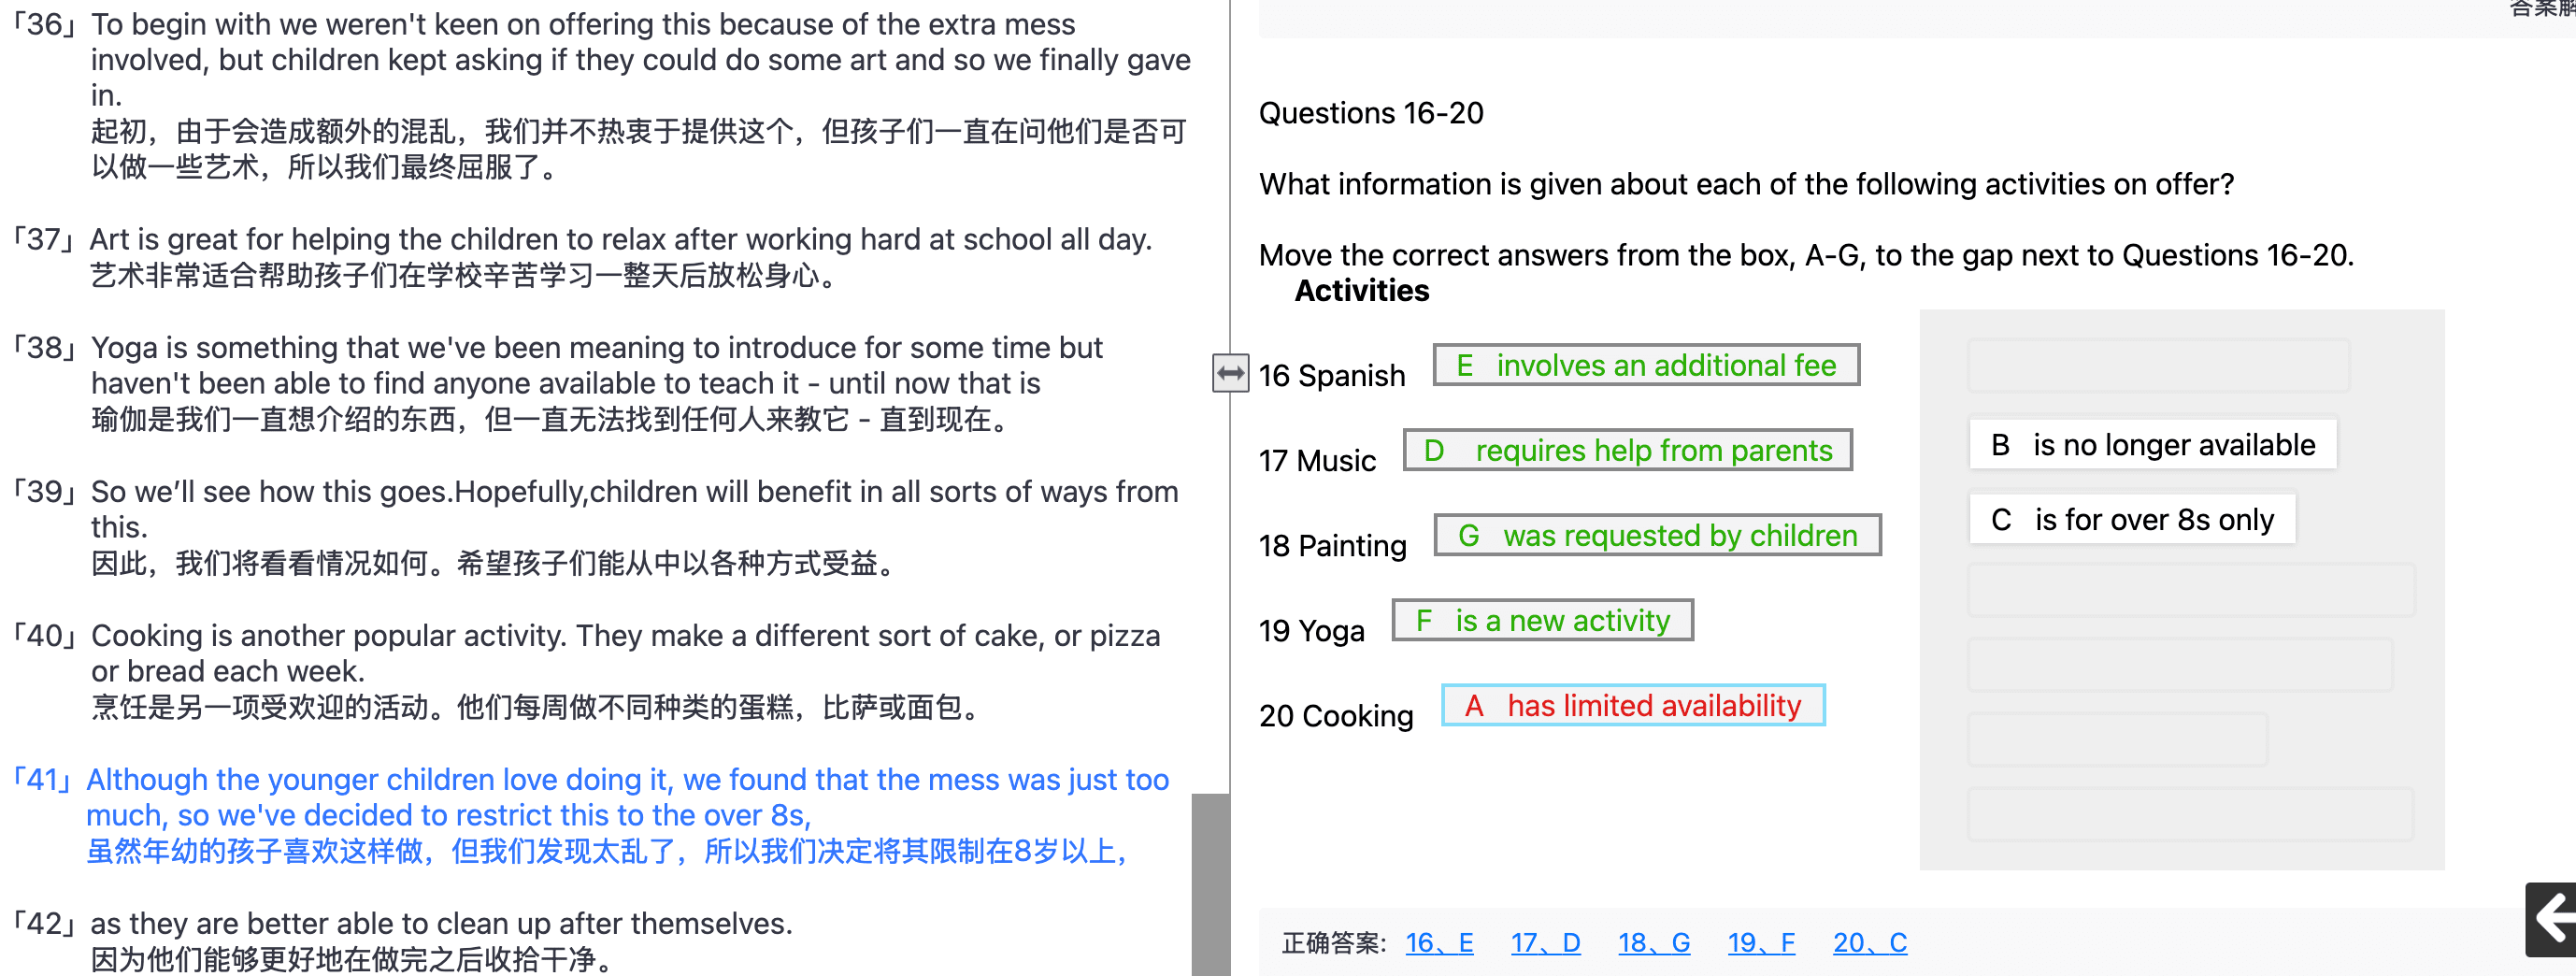 「36」 To begin with we weren't keen on offering this because of the extra mess
involved, but children kept asking if they could do some art and so we finally gave
in.
起初，由于会造成额外的混乱，我们并不热衷于提供这个，但孩子们一直在问他们是否可
以做一些艺术，所以我们最终屈服了。
「37」 Art is great for helping the children to relax after working hard at school all day.
艺术非常适合帮助孩子们在学校辛苦学习一整天后放松身心。
「38」 Yoga is something that we've been meaning to introduce for some time but
haven't been able to find anyone available to teach it - until now that is
瑜伽是我们一直想介绍的东西，但一直无法找到任何人来教它 - 直到现在。
「39」 So we’ll see how this goes.Hopefully,children will benefit in all sorts of ways from
this.
因此，我们将看看情况如何。希望孩子们能从中以各种方式受益。
「40」 Cooking is another popular activity. They make a different sort of cake, or pizza
or bread each week.
烹饪是另一项受欢迎的活动。他们每周做不同种类的蛋糕，比萨或面包。
「41」 Although the younger children love doing it, we found that the mess was just too
much, so we've decided to restrict this to the over 8s,
虽然年幼的孩子喜欢这样做，但我们发现太乱了，所以我们决定将其限制在8岁以上，
「42」 as they are better able to clean up after themselves.
因为他们能够更好地在做完之后收拾干净。
答案解
Questions 16-20
What information is given about each of the following activities on offer?
Move the correct answers from the box, A-G, to the gap next to Questions 16-20.
Activities
16 Spanish E involves an additional fee
17 Music D requires help from parents
18 Painting G was requested by children
19 Yoga F is a new activity
20 Cooking A has limited availability
B is no longer available
C is for over 8s only
正确答案: 16、E 17、D 18、G 19、F 20、C